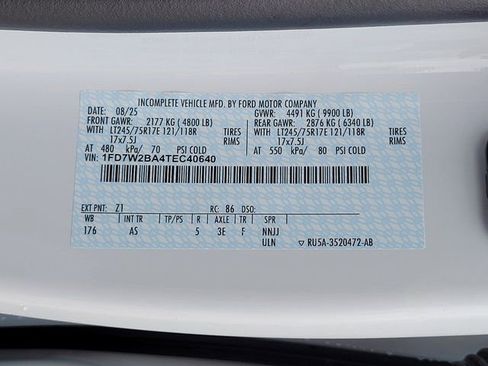 INCOMPLETE VEHICLE MFD. BY FORD MOTOR COMPANY
DATE: 08/25 GVWR: 4491 KG ( 9900 LB)
FRONT GAWR: 2177 KG ( 4800 LB) REAR GAWR: 2876 KG ( 6340 LB)
WITH LT245/75R17E 121/118R TIRES WITH LT245/75R17E 121/118R TIRES
17x7.5J RIMS 17x7.5J RIMS
AT 480 kPa/ 70 PSI COLD AT 550 kPa/ 80 PSI COLD
VIN: 1FD7W2BA4TEC40640
EXT PNT: Z1 RC: 86 DSO:
WB INT TR TP/PS R AXLE TR SPR
176 AS 5 3E F NNJJ
ULN ▽ RU5A-3520472-AB